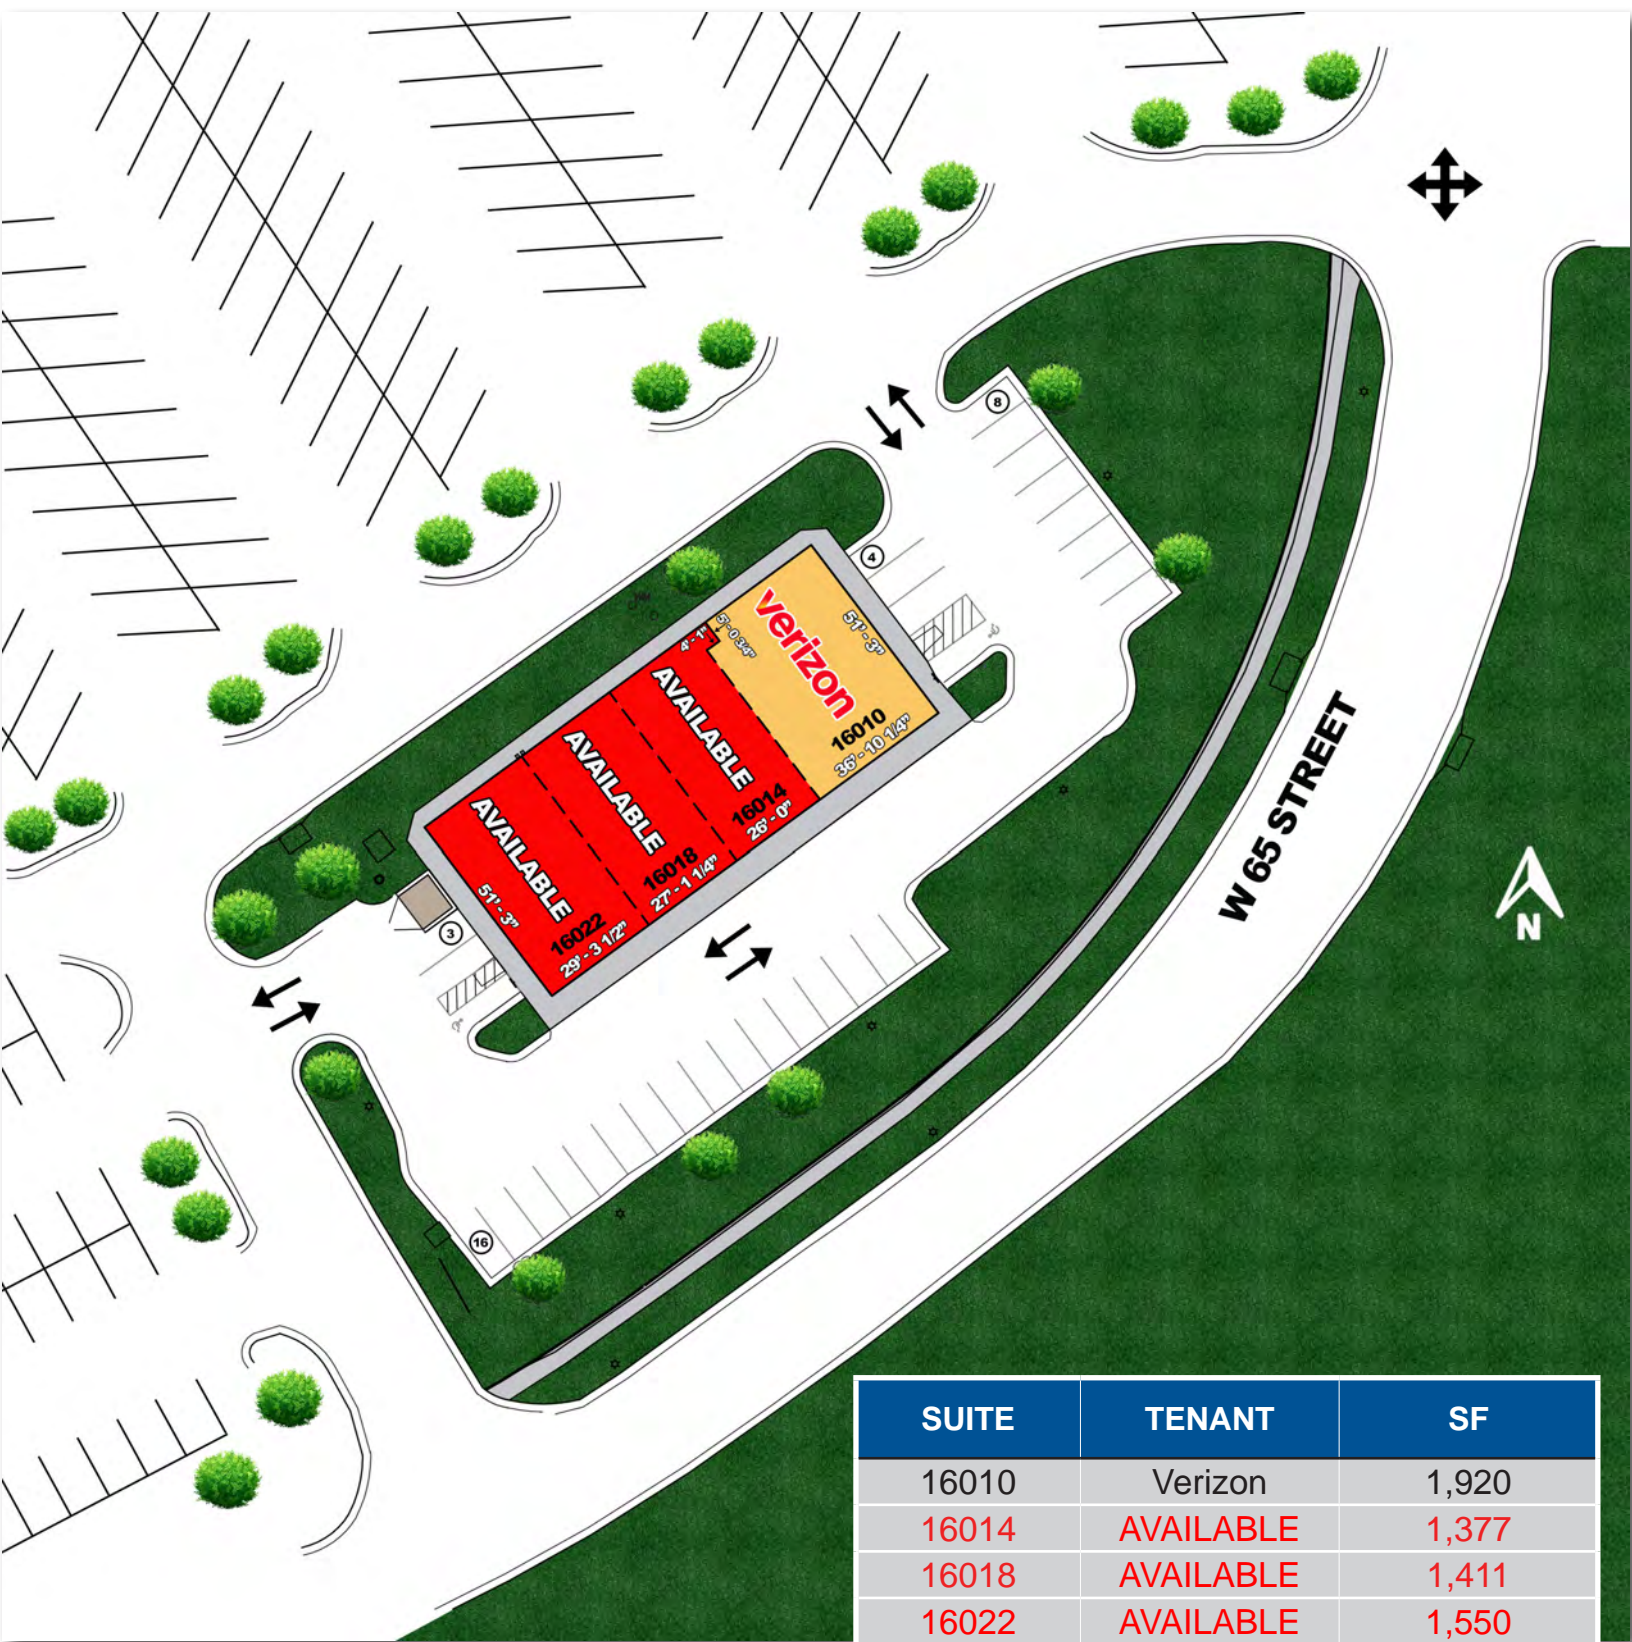 8
4
verizon
51' - 3"
5' - 0 3/4"
4' - 1"
16010
36' - 10 1/4"
AVAILABLE
16014
26' - 0"
AVAILABLE
16018
27' - 1 1/4"
AVAILABLE
51' - 3"
16022
29' - 3 1/2"
3
16
W 65 STREET
N
SUITE TENANT SF
16010 Verizon 1,920
16014 AVAILABLE 1,377
16018 AVAILABLE 1,411
16022 AVAILABLE 1,550